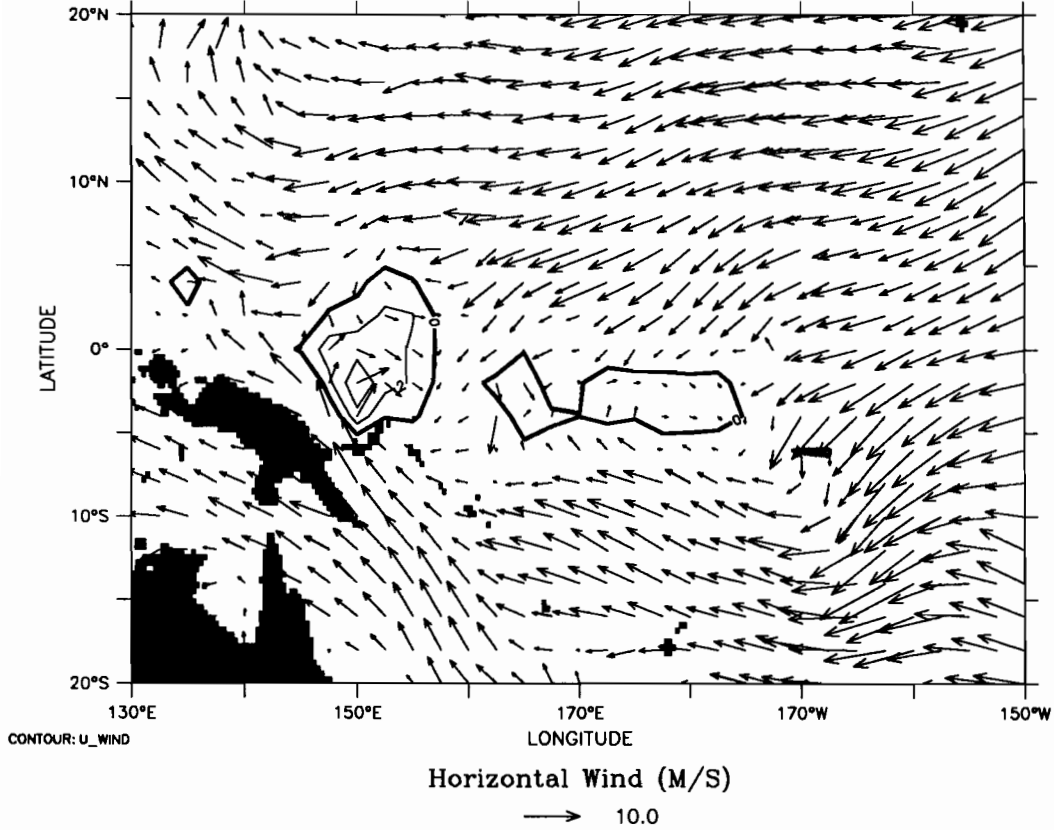 20°N
10°N
0°
10°S
20°S
LATITUDE
0
2
0
130°E 150°E 170°E 170°W 150°W
CONTOUR: U_WIND
LONGITUDE
Horizontal Wind (M/S)
10.0